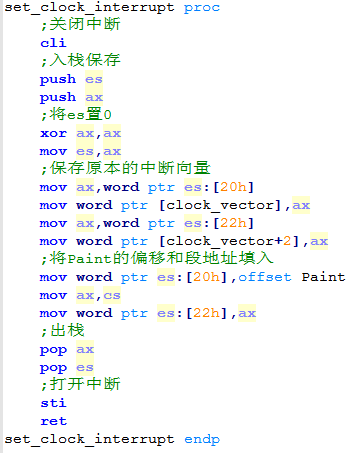 set_clock_interrupt proc
;关闭中断
cli
;入栈保存
push es
push ax
;将es置0
xor ax,ax
mov es,ax
;保存原本的中断向量
mov ax,word ptr es:[20h]
mov word ptr [clock_vector],ax
mov ax,word ptr es:[22h]
mov word ptr [clock_vector+2],ax
;将Paint的偏移和段地址填入
mov word ptr es:[20h],offset Paint
mov ax,cs
mov word ptr es:[22h],ax
;出栈
pop ax
pop es
;打开中断
sti
ret
set_clock_interrupt endp